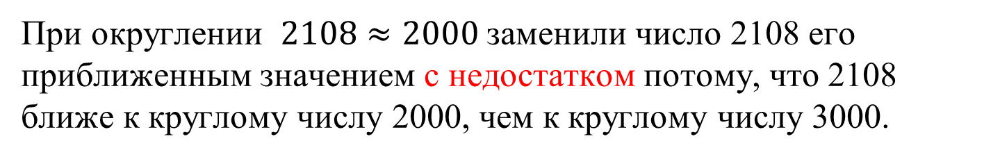 При округлении 2108 ≈ 2000 заменили число 2108 его
приближенным значением с недостатком потому, что 2108
ближе к круглому числу 2000, чем к круглому числу 3000.